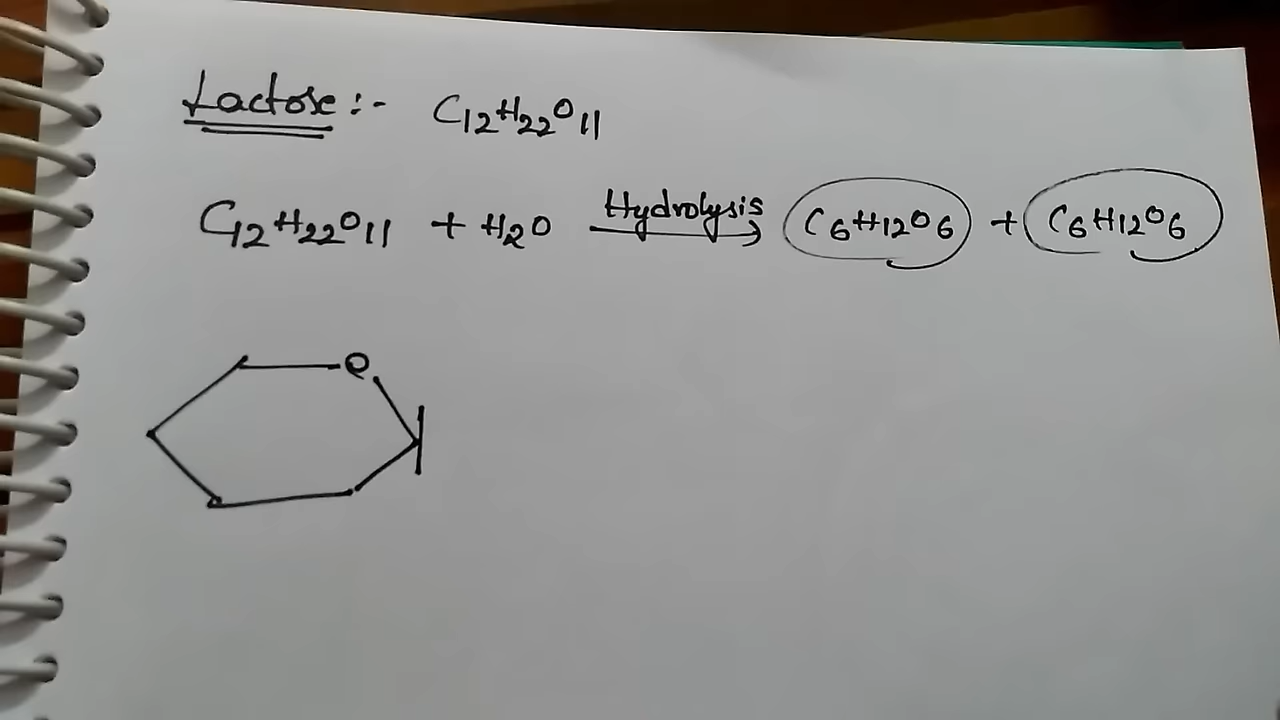 Lactose :- C12H22O11
C12H22O11 + H2O Hydrolysis C6H12O6 + C6H12O6
O